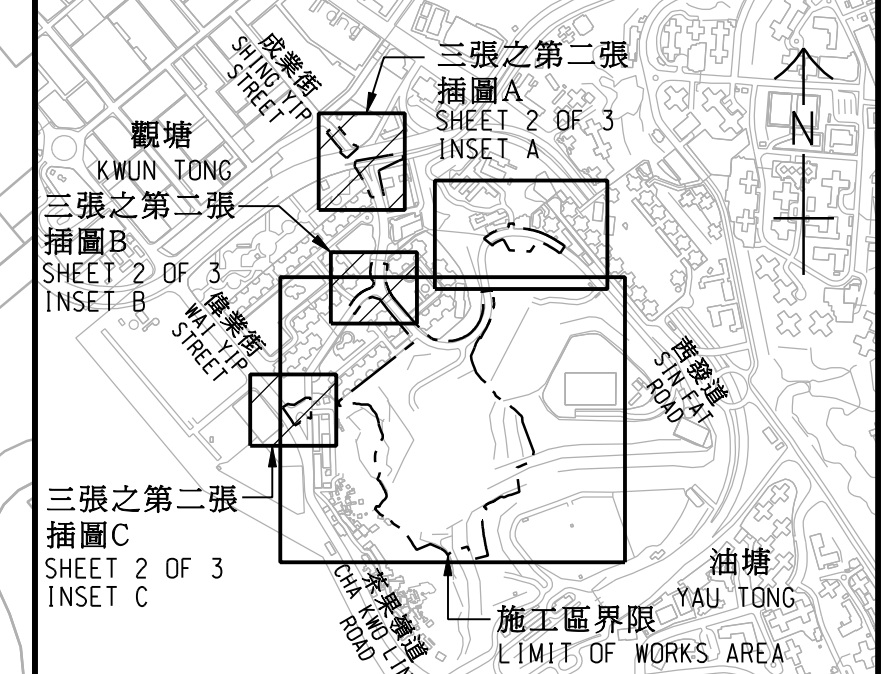 成業街
SHING YIP
STREET
三張之第二張
插圖A
SHEET 2 OF 3
INSET A
N
觀塘
KWUN TONG
三張之第二張
插圖B
SHEET 2 OF 3
INSET B
偉業街
WAI YIP
STREET
茜發道
SIN FAT
ROAD
三張之第二張
插圖C
SHEET 2 OF 3
INSET C
茶果嶺道
CHA KWO LIN
ROAD
油塘
YAU TONG
施工區界限
LIMIT OF WORKS AREA